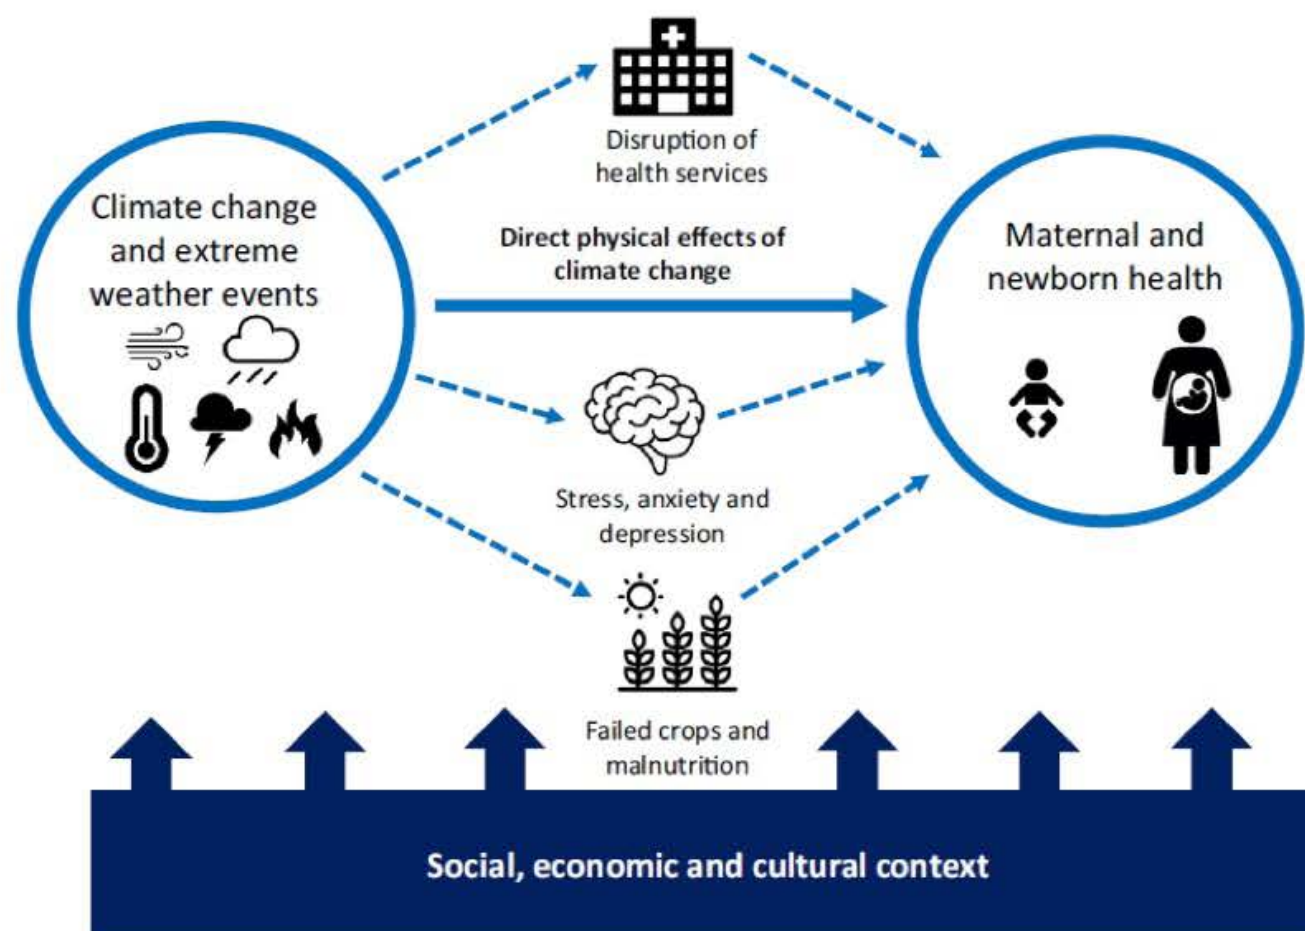 Disruption of
health services
Climate change
and extreme
weather events
Direct physical effects of
climate change
Maternal and
newborn health
Stress, anxiety and
depression
Failed crops and
malnutrition
Social, economic and cultural context